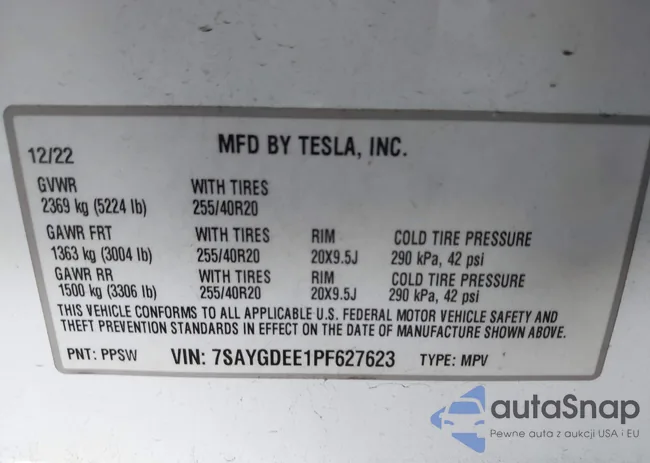 12/22 MFD BY TESLA, INC.
GVWR WITH TIRES
2369 kg (5224 lb) 255/40R20
GAWR FRT WITH TIRES RIM COLD TIRE PRESSURE
1363 kg (3004 lb) 255/40R20 20X9.5J 290 kPa, 42 psi
GAWR RR WITH TIRES RIM COLD TIRE PRESSURE
1500 kg (3306 lb) 255/40R20 20X9.5J 290 kPa, 42 psi
THIS VEHICLE CONFORMS TO ALL APPLICABLE U.S. FEDERAL MOTOR VEHICLE SAFETY AND
THEFT PREVENTION STANDARDS IN EFFECT ON THE DATE OF MANUFACTURE SHOWN ABOVE.
PNT: PPSW VIN: 7SAYGDEE1PF627623 TYPE: MPV
autaSnap
Pewne auta z aukcji USA i EU